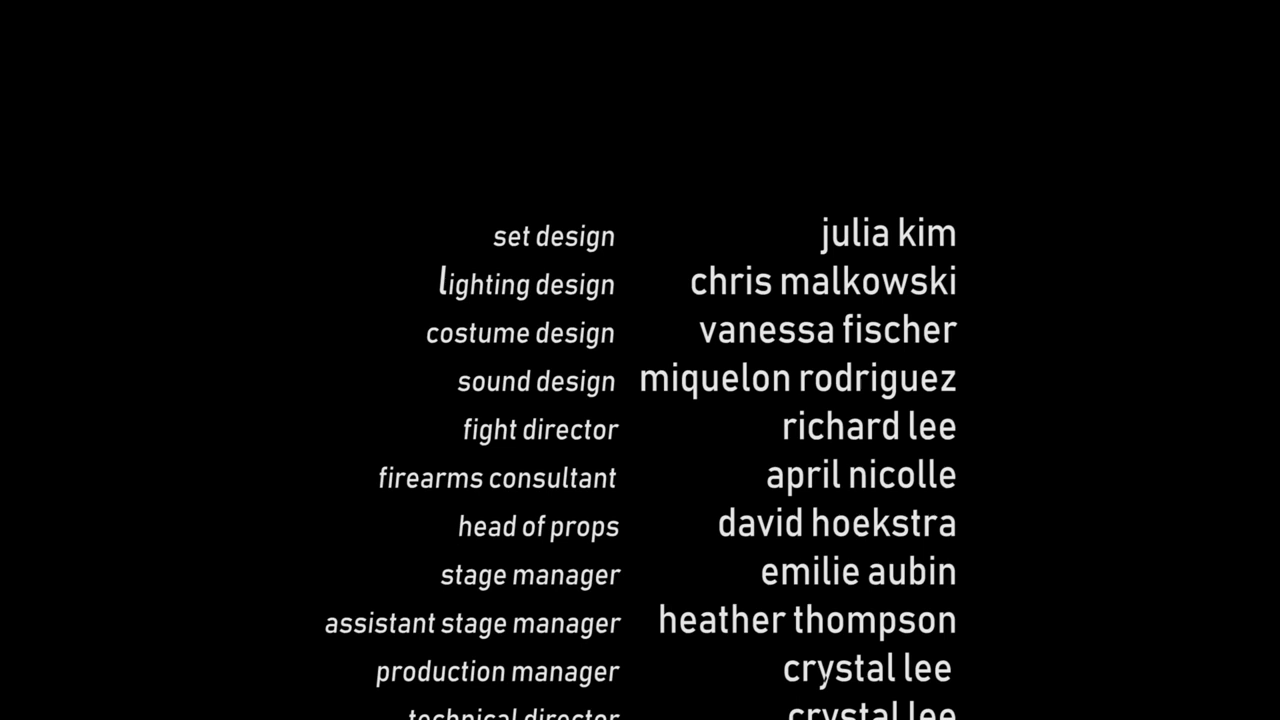 set design julia kim
lighting design chris malkowski
costume design vanessa fischer
sound design miquelon rodriguez
fight director richard lee
firearms consultant april nicolle
head of props david hoekstra
stage manager emilie aubin
assistant stage manager heather thompson
production manager crystal lee
technical director crystal lee